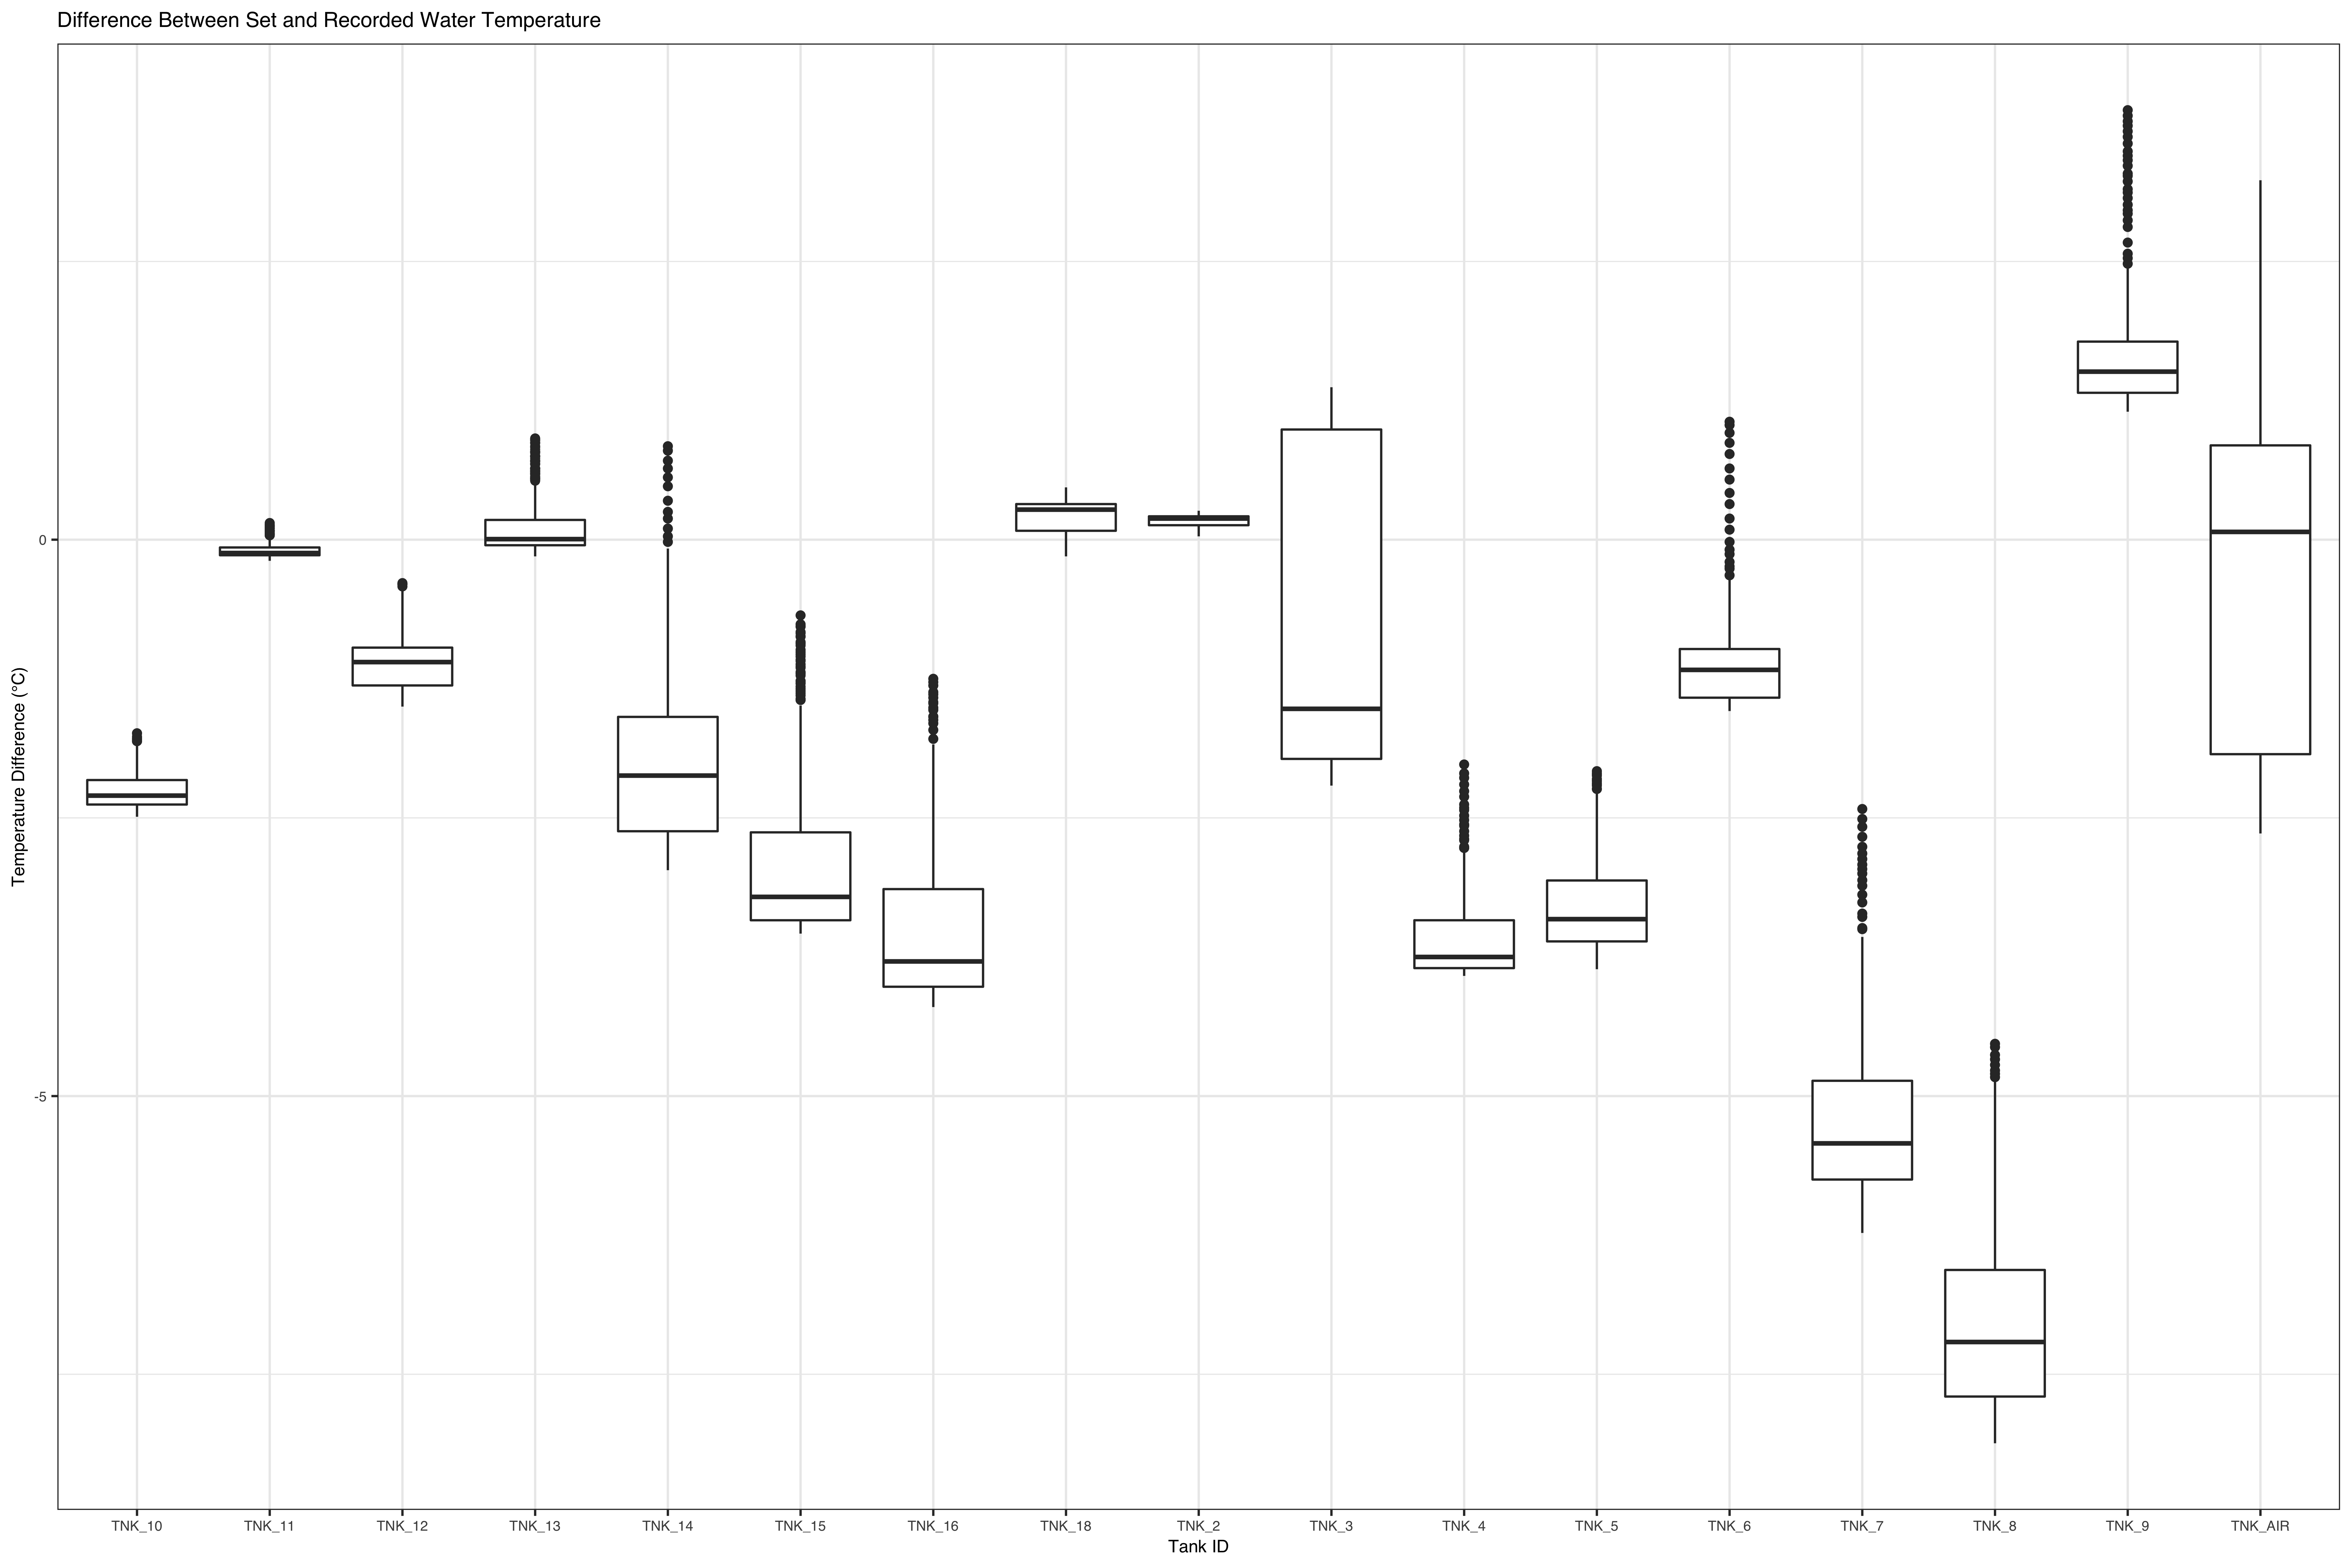 Difference Between Set and Recorded Water Temperature
Temperature Difference (°C)
0
-5
TNK_10 TNK_11 TNK_12 TNK_13 TNK_14 TNK_15 TNK_16 TNK_18 TNK_2 TNK_3 TNK_4 TNK_5 TNK_6 TNK_7 TNK_8 TNK_9 TNK_AIR
Tank ID